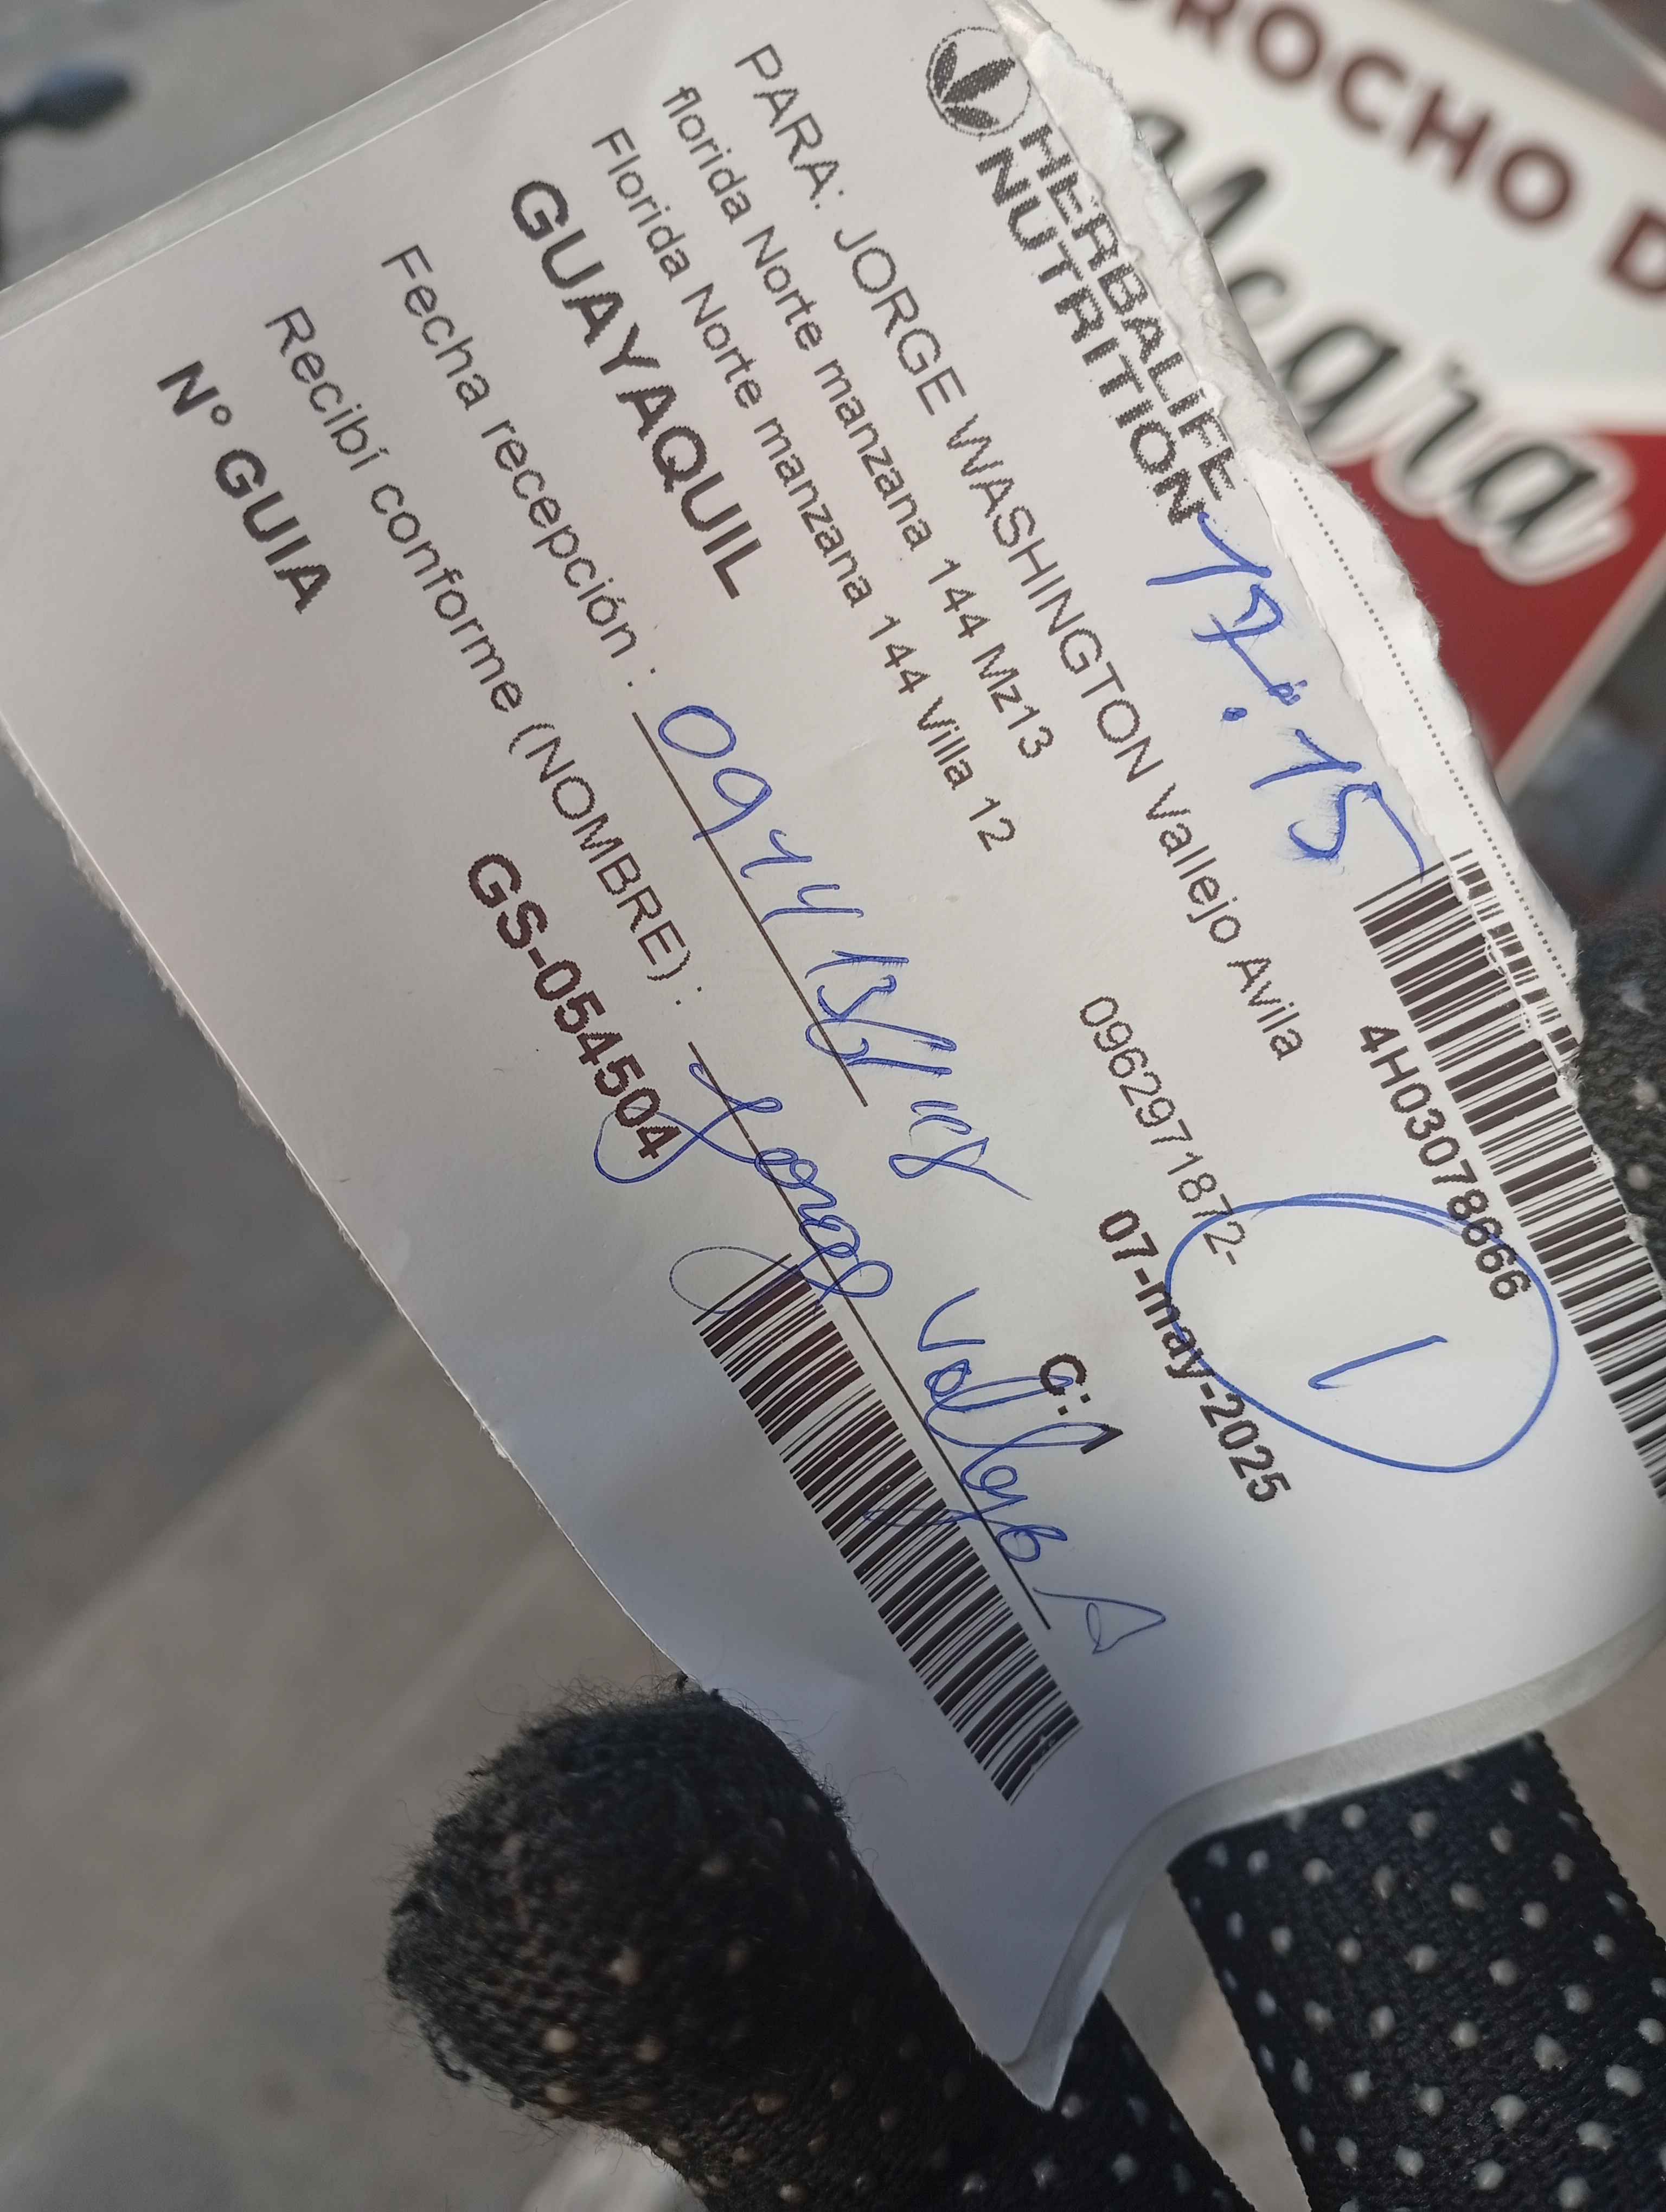 HERBALIFE
NUTRITION
17:15
4H03078666
PARA: JORGE WASHINGTON Vallejo Avila
1
florida Norte manzana 144 Mz13
0962971872-
Florida Norte manzana 144 Villa 12
07-may-2025
GUAYAQUIL
C:1
Fecha recepción :
Recibí conforme (NOMBRE) : Jorge Vallejo A
Nº GUIA
GS-054504
OROCHO D